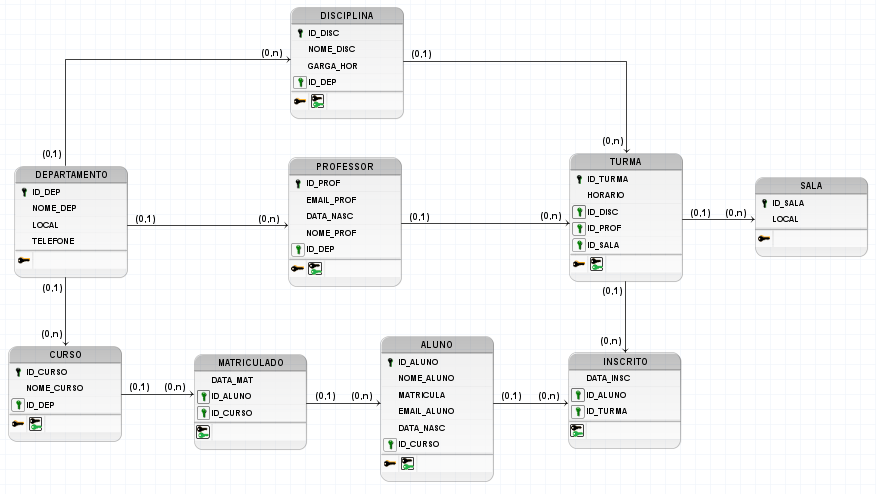 DISCIPLINA
ID_DISC
NOME_DISC
GARGA_HOR
ID_DEP
(0,n)
(0,1)
(0,1)
(0,n)
DEPARTAMENTO
ID_DEP
NOME_DEP
LOCAL
TELEFONE
(0,1)
(0,n)
PROFESSOR
ID_PROF
EMAIL_PROF
DATA_NASC
NOME_PROF
ID_DEP
(0,1)
(0,n)
TURMA
ID_TURMA
HORARIO
ID_DISC
ID_PROF
ID_SALA
(0,1)
(0,n)
SALA
ID_SALA
LOCAL
(0,1)
(0,n)
(0,1)
(0,n)
CURSO
ID_CURSO
NOME_CURSO
ID_DEP
(0,1)
(0,n)
MATRICULADO
DATA_MAT
ID_ALUNO
ID_CURSO
(0,1)
(0,n)
ALUNO
ID_ALUNO
NOME_ALUNO
MATRICULA
EMAIL_ALUNO
DATA_NASC
ID_CURSO
(0,1)
(0,n)
INSCRITO
DATA_INSC
ID_ALUNO
ID_TURMA